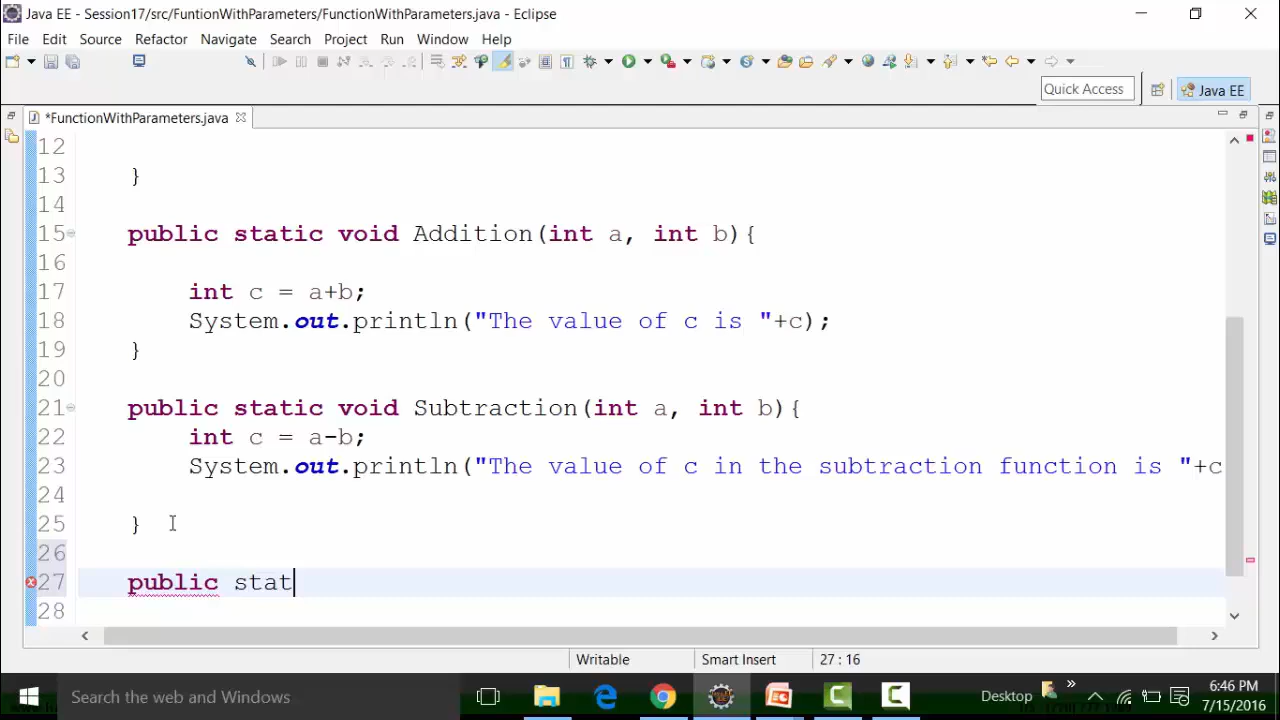 Java EE - Session17/src/FuntionWithParameters/FunctionWithParameters.java - Eclipse
File Edit Source Refactor Navigate Search Project Run Window Help
Quick Access Java EE
*FunctionWithParameters.java
12
13 }
14
15 public static void Addition(int a, int b){
16
17 int c = a+b;
18 System.out.println("The value of c is "+c);
19 }
20
21 public static void Subtraction(int a, int b){
22 int c = a-b;
23 System.out.println("The value of c in the subtraction function is "+c
24
25 }
26
27 public stat
28
Writable Smart Insert 27 : 16
Search the web and Windows Desktop 6:46 PM
7/15/2016